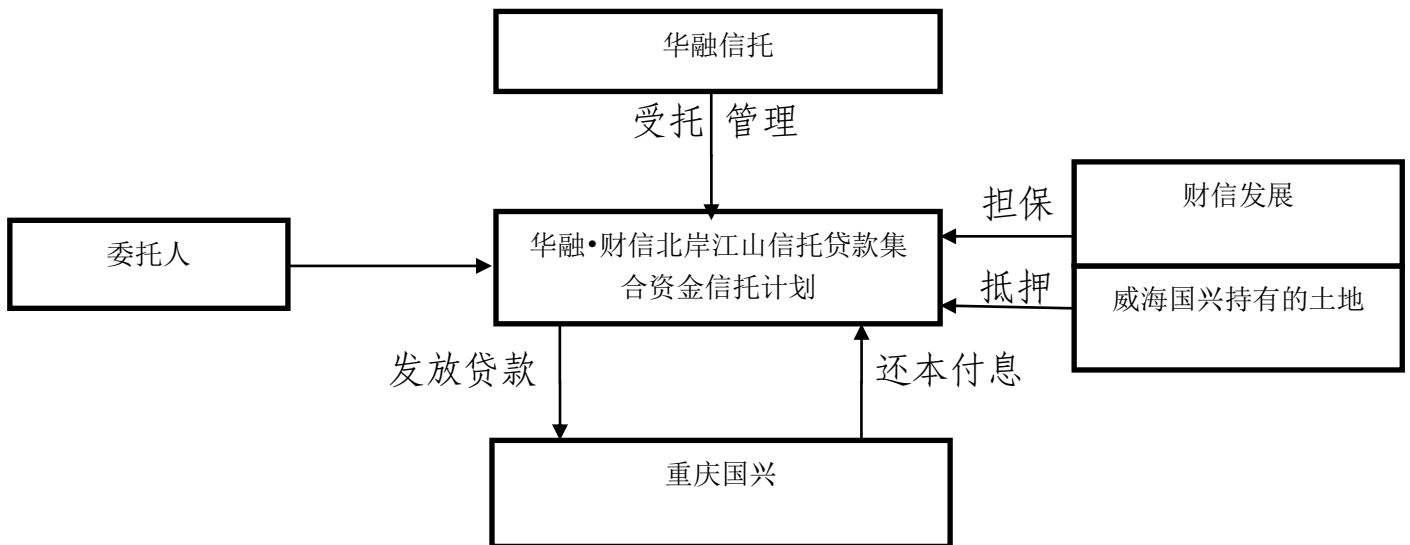 华融信托
受托 管理
担保
财信发展
委托人
华融•财信北岸江山信托贷款集
合资金信托计划
抵押
威海国兴持有的土地
发放贷款
还本付息
重庆国兴